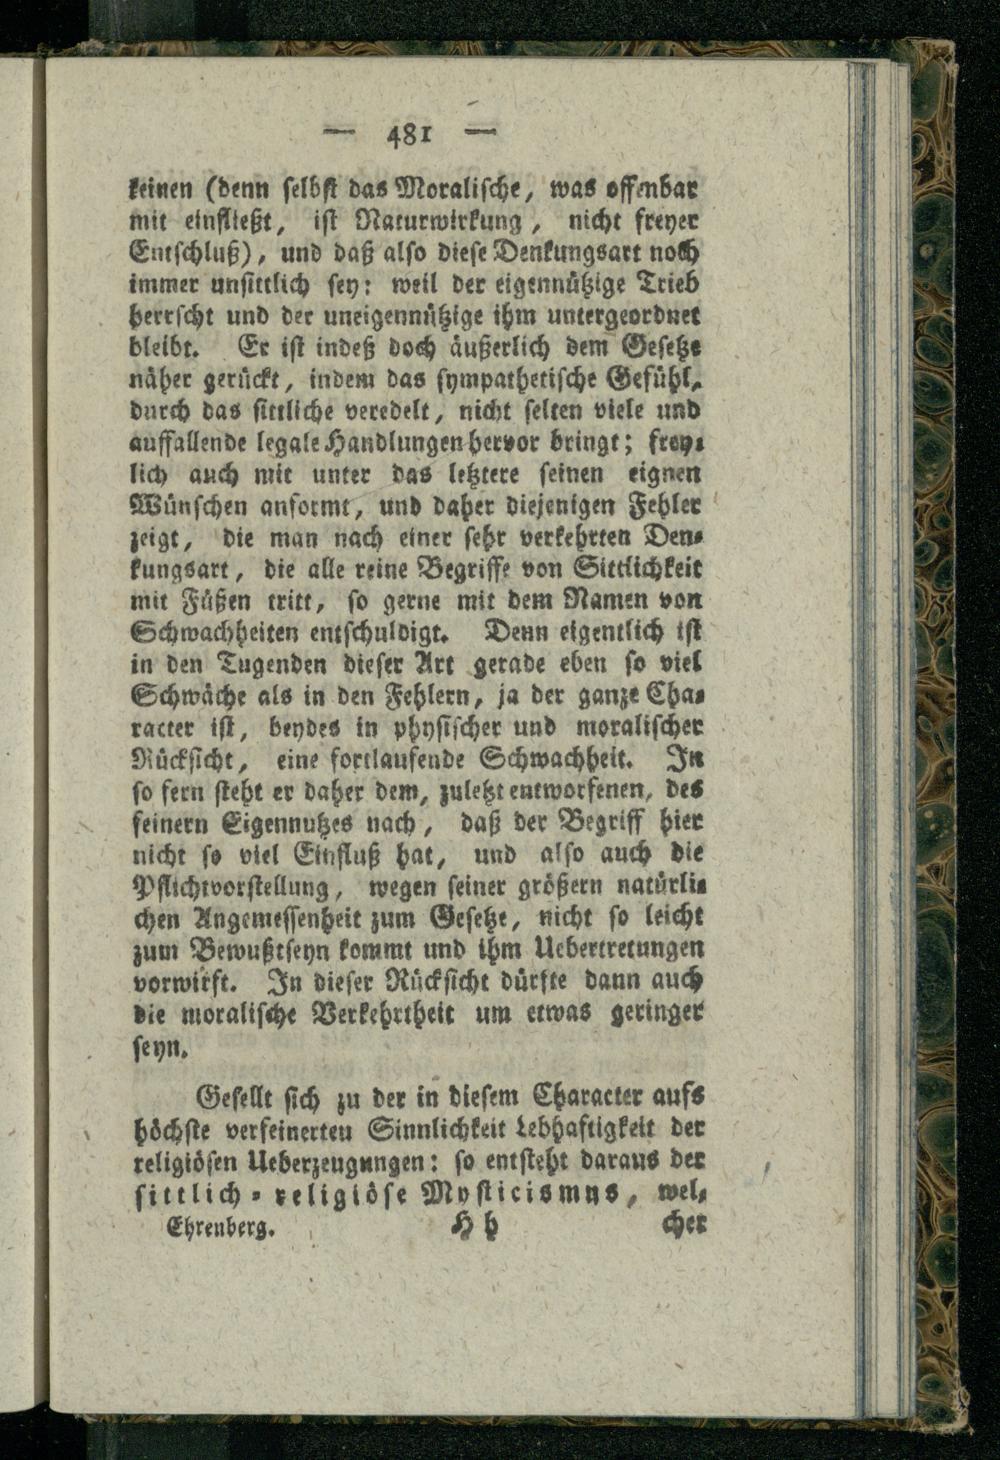 — 481 —
keinen (denn selbst das Moralische, was offenbar
mit einfließt, ist Naturwirkung, nicht freyer
Entschluß), und daß also diese Denkungsart noch
immer unsittlich sey: weil der eigennützige Trieb
herrscht und der uneigennützige ihm untergeordnet
bleibt. Er ist indeß doch äußerlich dem Gesetze
näher gerückt, indem das sympathetische Gefühl,
durch das sittliche veredelt, nicht selten viele und
auffallende legale Handlungen hervor bringt; frey-
lich auch mit unter das letztere seinen eignen
Wünschen anformt, und daher diejenigen Fehler
zeigt, die man nach einer sehr verkehrten Den-
kungsart, die alle reine Begriffe von Sittlichkeit
mit Füßen tritt, so gerne mit dem Namen von
Schwachheiten entschuldigt. Denn eigentlich ist
in den Tugenden dieser Art gerade eben so viel
Schwäche als in den Fehlern, ja der ganze Cha-
racter ist, beydes in physischer und moralischer
Rücksicht, eine fortlaufende Schwachheit. In
so fern steht er daher dem, zuletzt entworfenen, des
feinern Eigennutzes nach, daß der Begriff hier
nicht so viel Einfluß hat, und also auch die
Pflichtvorstellung, wegen seiner größern natürli-
chen Angemessenheit zum Gesetze, nicht so leicht
zum Bewußtseyn kommt und ihm Uebertretungen
vorwirft. In dieser Rücksicht dürfte dann auch
die moralische Verkehrtheit um etwas geringer
seyn.
Gesellt sich zu der in diesem Character aufs
höchste verfeinerten Sinnlichkeit Lebhaftigkeit der
religiösen Ueberzeugungen: so entsteht daraus der
sittlich-religiöse Mysticismus, wel-
Ehrenberg. H h cher